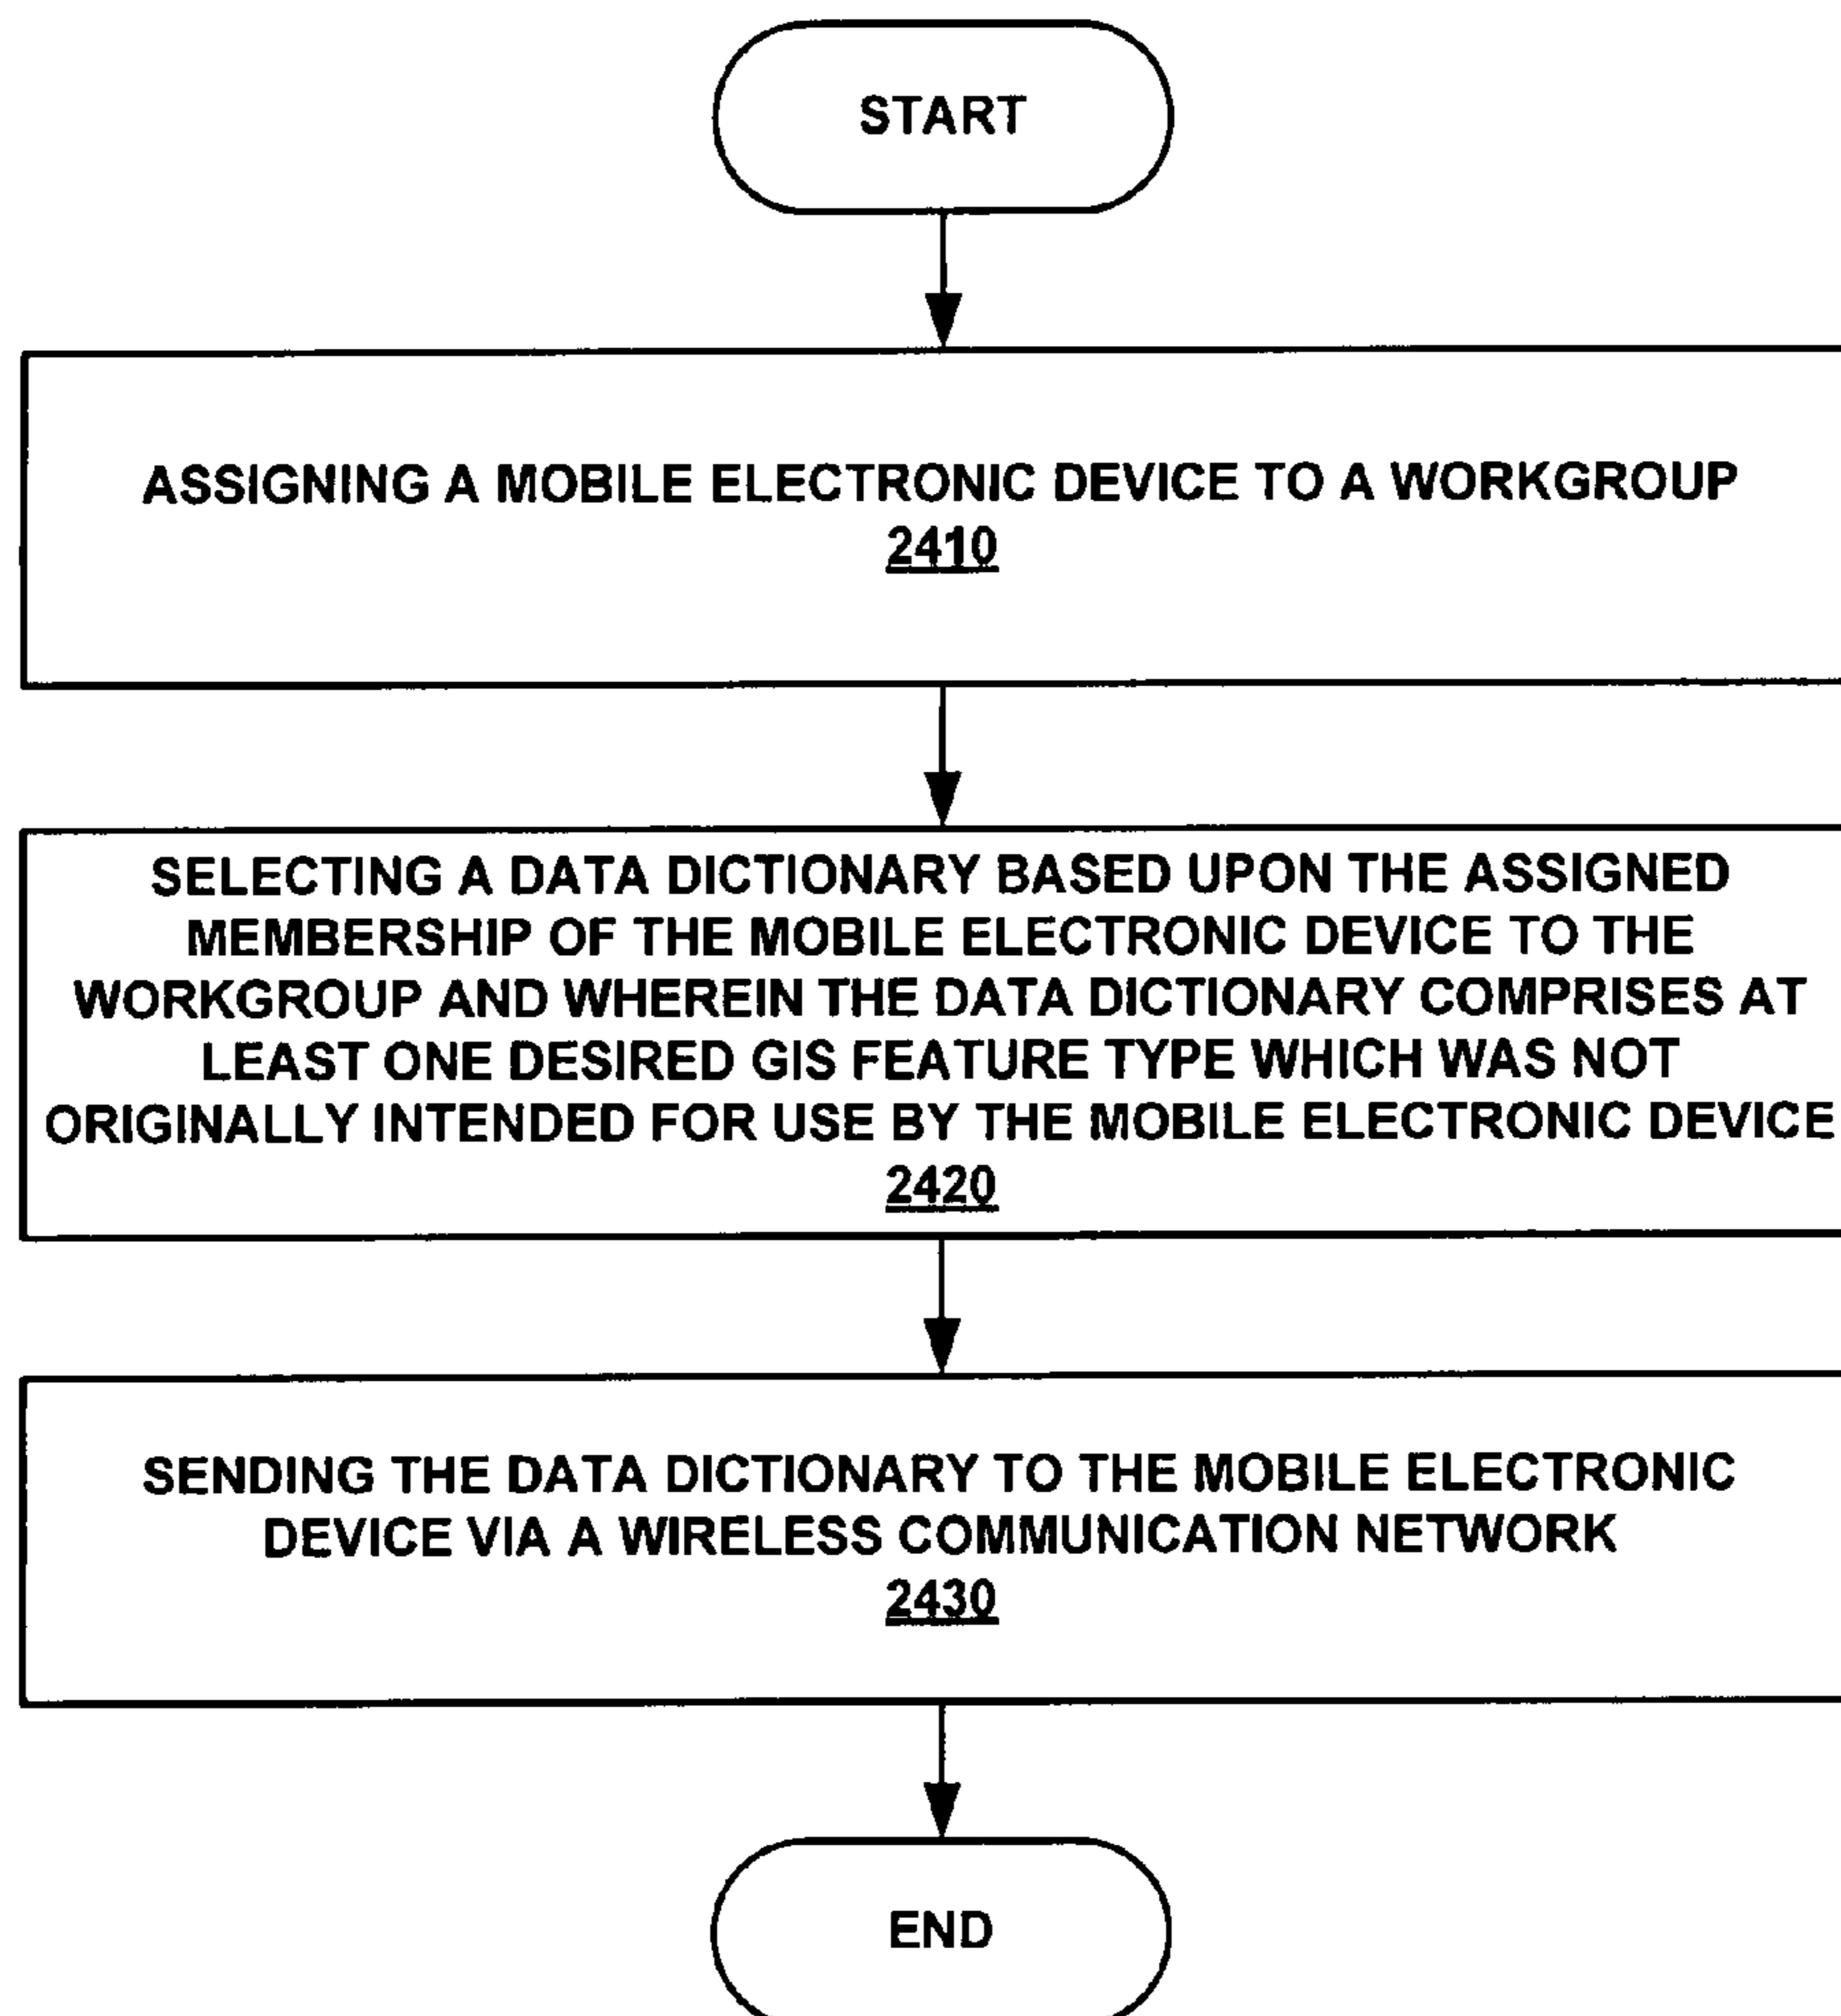 START
ASSIGNING A MOBILE ELECTRONIC DEVICE TO A WORKGROUP
2410
SELECTING A DATA DICTIONARY BASED UPON THE ASSIGNED
MEMBERSHIP OF THE MOBILE ELECTRONIC DEVICE TO THE
WORKGROUP AND WHEREIN THE DATA DICTIONARY COMPRISES AT
LEAST ONE DESIRED GIS FEATURE TYPE WHICH WAS NOT
ORIGINALLY INTENDED FOR USE BY THE MOBILE ELECTRONIC DEVICE
2420
SENDING THE DATA DICTIONARY TO THE MOBILE ELECTRONIC
DEVICE VIA A WIRELESS COMMUNICATION NETWORK
2430
END